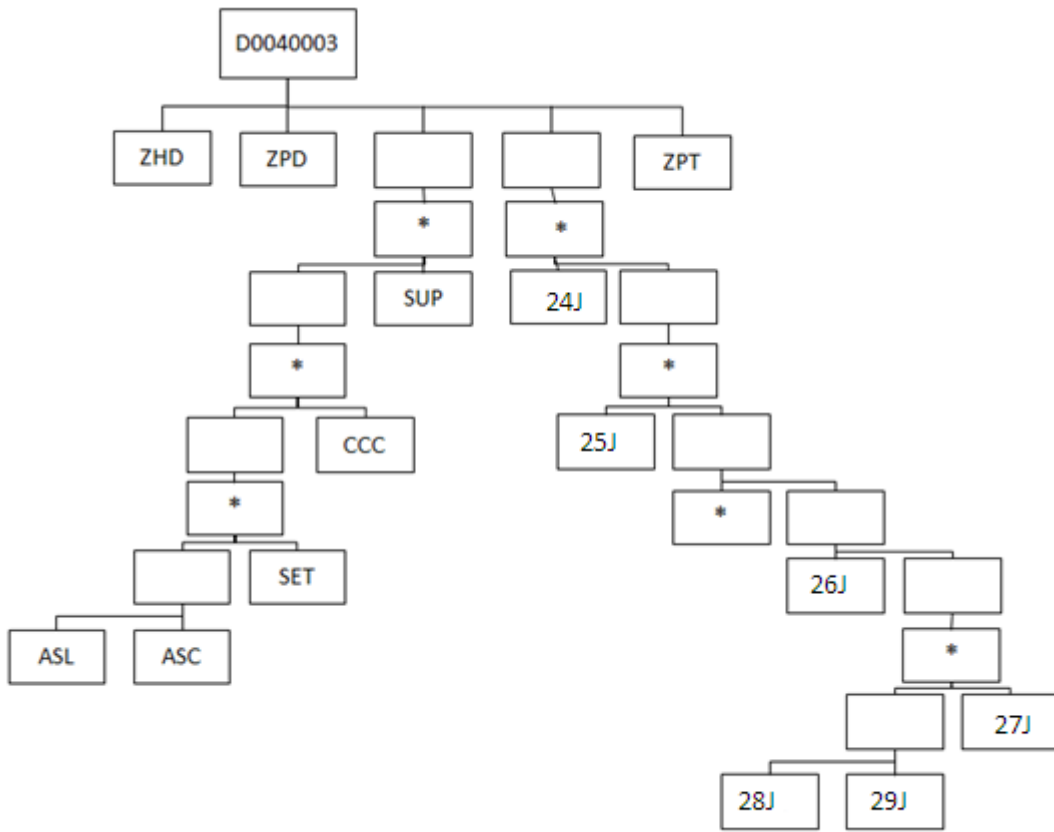 D0040003
ZHD
ZPD
ZPT
*
*
SUP
24J
*
*
CCC
25J
*
*
SET
26J
ASL
ASC
*
27J
28J
29J